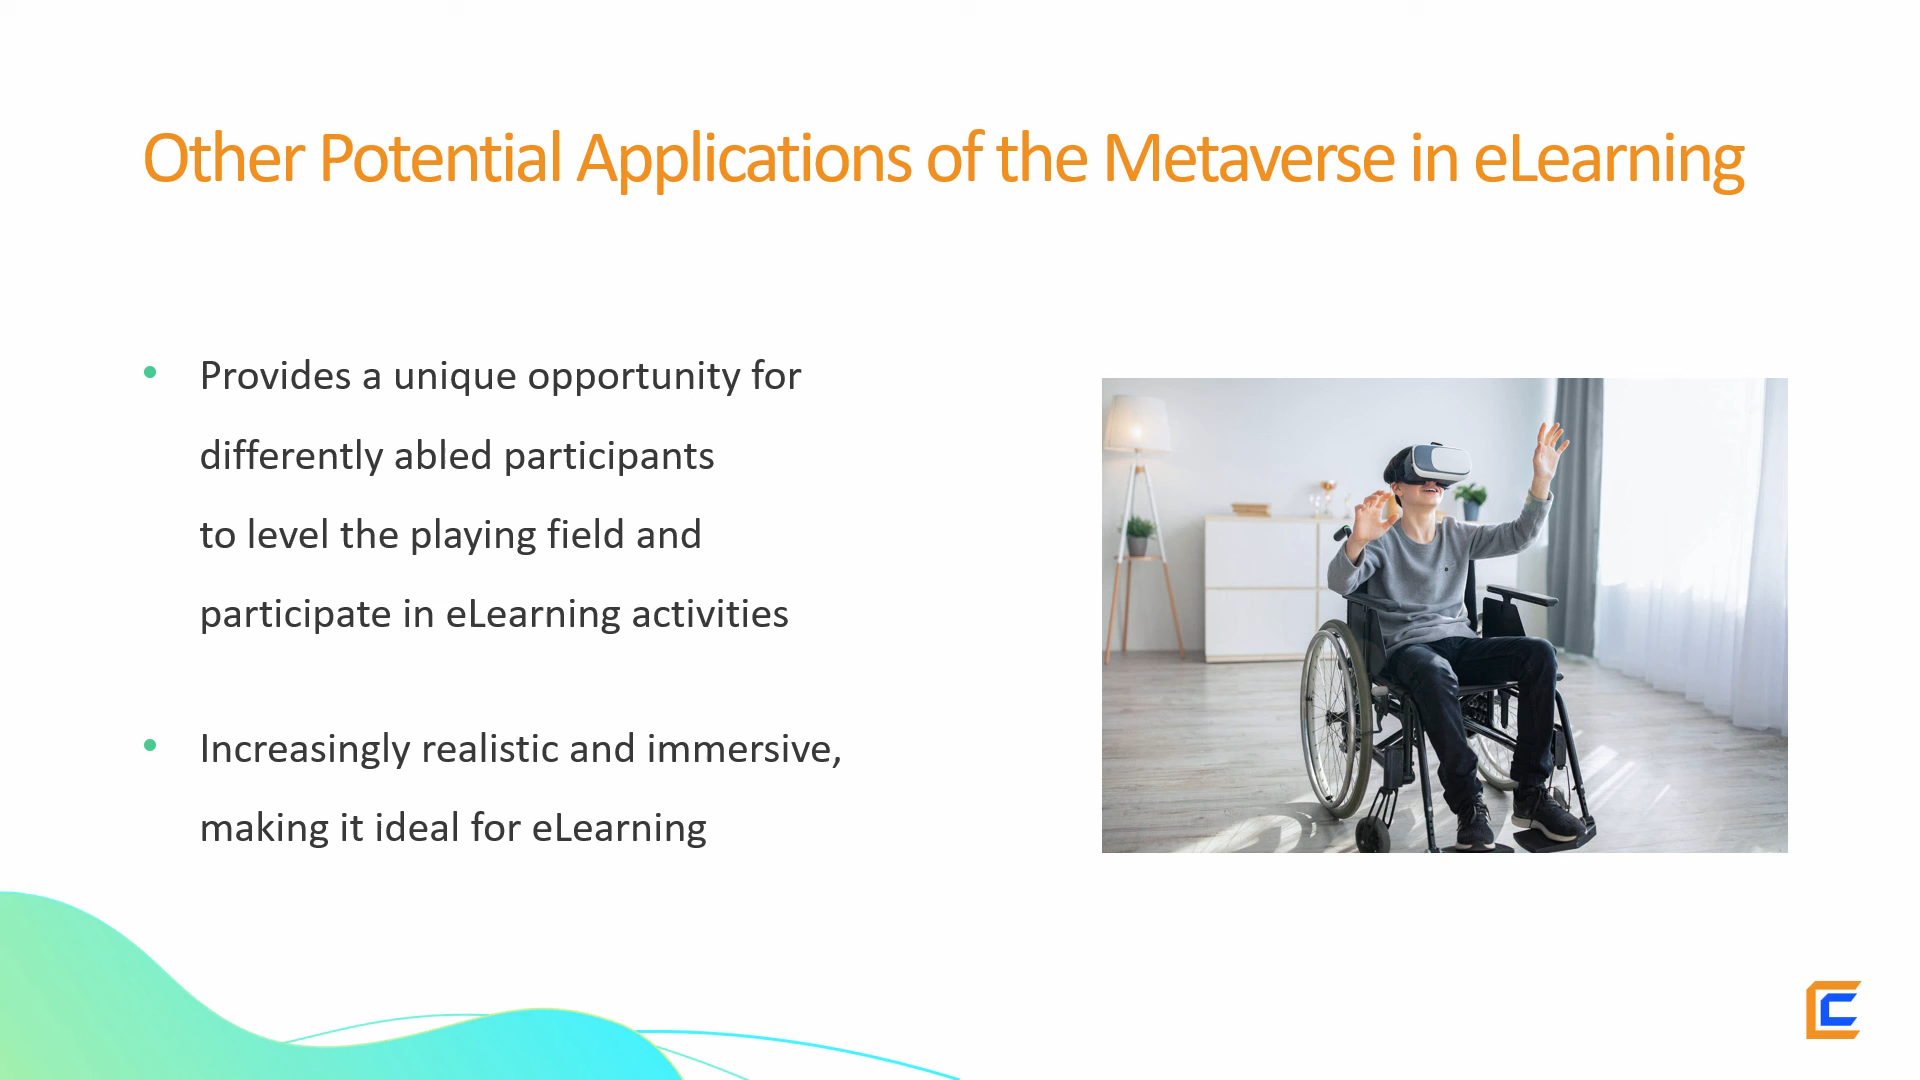 Other Potential Applications of the Metaverse in eLearning
• Provides a unique opportunity for
differently abled participants
to level the playing field and
participate in eLearning activities
• Increasingly realistic and immersive,
making it ideal for eLearning